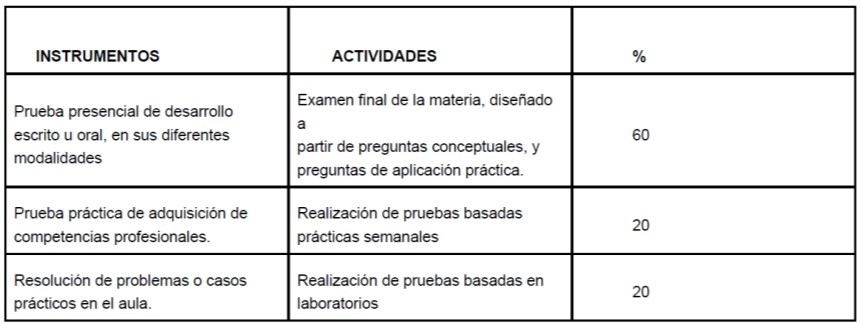 INSTRUMENTOS ACTIVIDADES %
Prueba presencial de desarrollo
escrito u oral, en sus diferentes
modalidades
Examen final de la materia, diseñado
a
partir de preguntas conceptuales, y
preguntas de aplicación práctica.
60
Prueba práctica de adquisición de
competencias profesionales.
Realización de pruebas basadas
prácticas semanales
20
Resolución de problemas o casos
prácticos en el aula.
Realización de pruebas basadas en
laboratorios
20